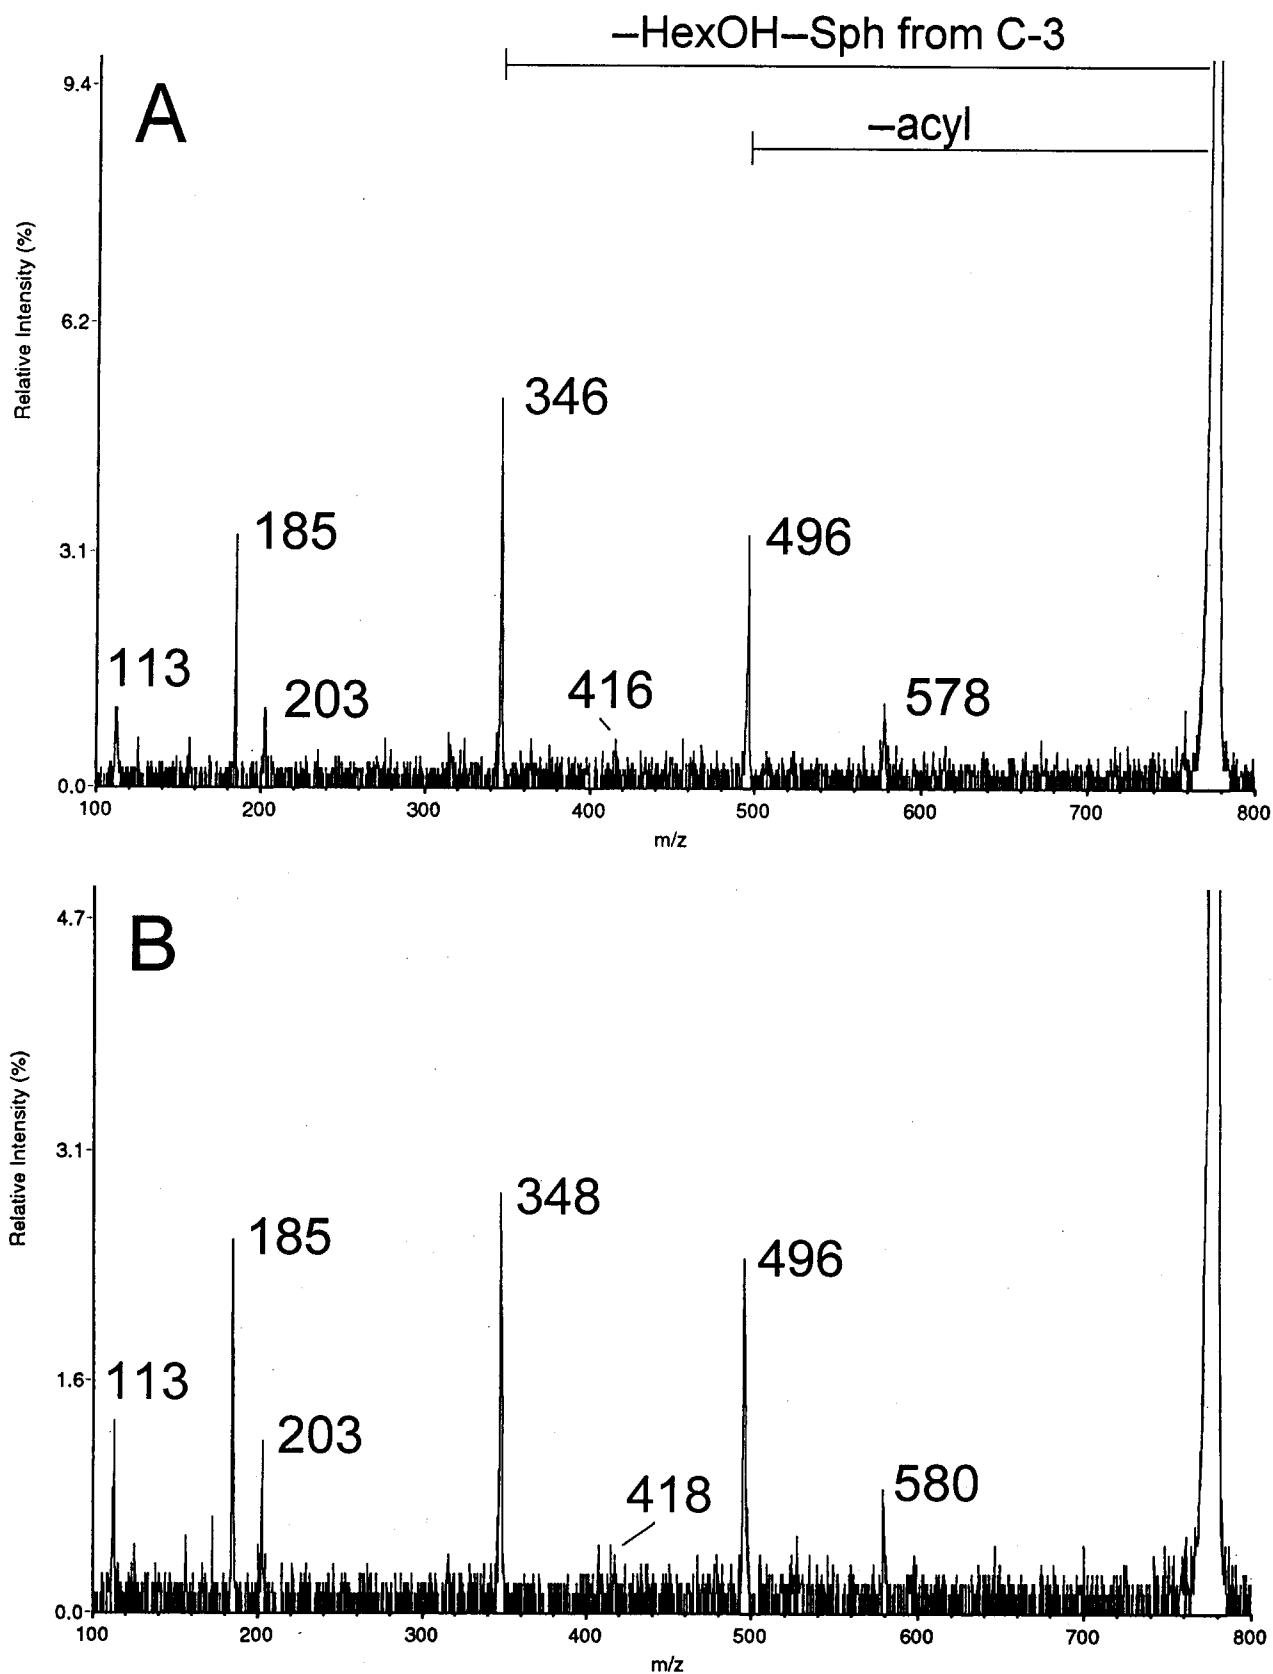 –HexOH–Sph from C-3
–acyl
A
9.4
6.2
3.1
0.0
Relative Intensity (%)
113
185
203
346
416
496
578
100 200 300 400 500 600 700 800
m/z
B
4.7
3.1
1.6
0.0
Relative Intensity (%)
113
185
203
348
418
496
580
100 200 300 400 500 600 700 800
m/z